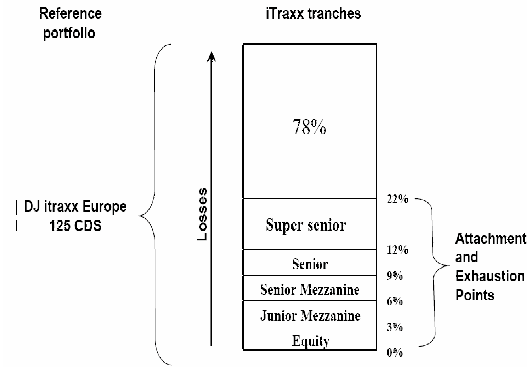 Reference
portfolio
iTraxx tranches
78%
Losses
DJ itraxx Europe
125 CDS
22%
Super senior
12%
Senior
9%
Senior Mezzanine
6%
Junior Mezzanine
3%
Equity
0%
Attachment
and
Exhaustion
Points